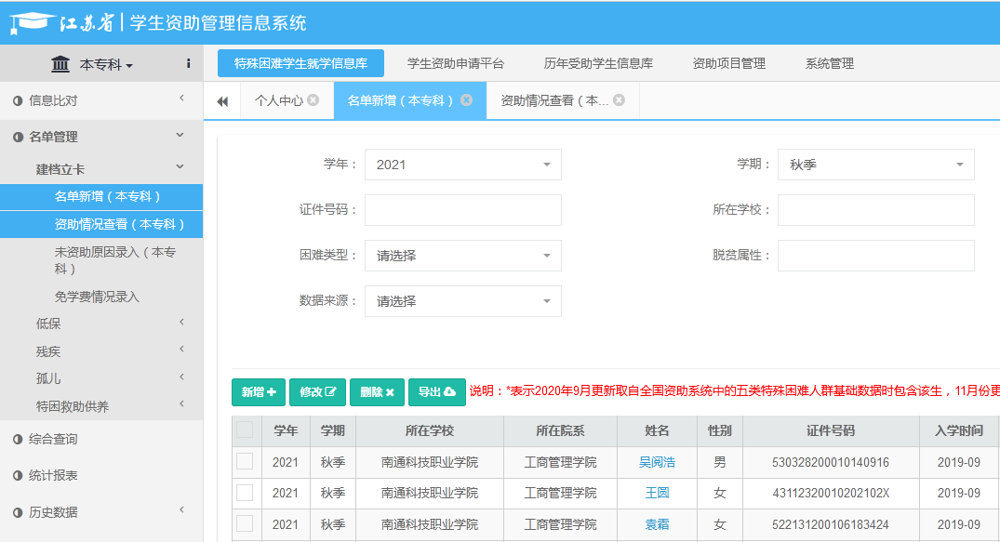 江苏省|学生资助管理信息系统
本专科
i
特殊困难学生就学信息库 学生资助申请平台 历年受助学生信息库 资助项目管理 系统管理
个人中心 名单新增（本专科） 资助情况查看（本...
信息比对
名单管理
建档立卡
名单新增（本专科）
资助情况查看（本专科）
未资助原因录入（本专
科）
免学费情况录入
低保
残疾
孤儿
特困救助供养
综合查询
统计报表
历史数据
学年： 2021 学期： 秋季
证件号码： 所在学校：
困难类型： 请选择 脱贫属性：
数据来源： 请选择
新增 修改 删除 导出 说明：*表示2020年9月更新取自全国资助系统中的五类特殊困难人群基础数据时包含该生，11月份更
学年 学期 所在学校 所在院系 姓名 性别 证件号码 入学时间
2021 秋季 南通科技职业学院 工商管理学院 吴阅浩 男 530328200010140916 2019-09
2021 秋季 南通科技职业学院 工商管理学院 王圆 女 43112320010202102X 2019-09
2021 秋季 南通科技职业学院 工商管理学院 袁霜 女 522131200106183424 2019-09